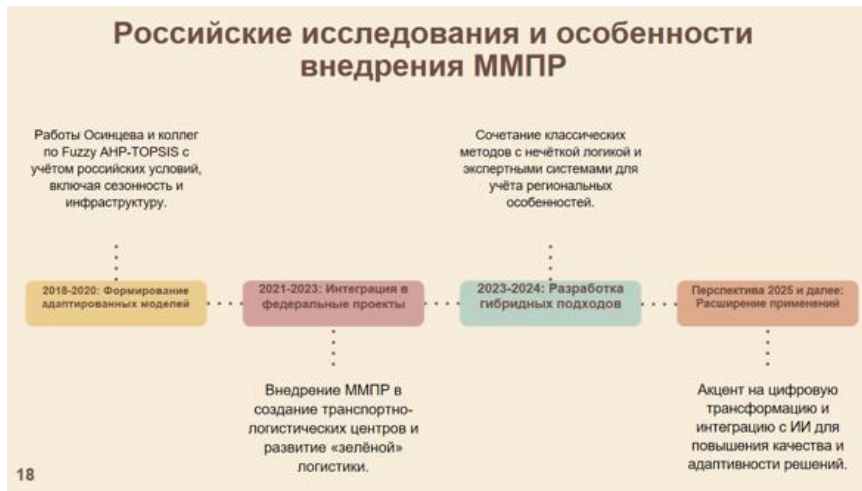 Российские исследования и особенности
внедрения ММПР
Работы Осинцева и коллег
по Fuzzy AHP-TOPSIS с
учётом российских условий,
включая сезонность и
инфраструктуру.
Сочетание классических
методов с нечёткой логикой и
экспертными системами для
учёта региональных
особенностей.
2018-2020: Формирование
адаптированных моделей
2021-2023: Интеграция в
федеральные проекты
2023-2024: Разработка
гибридных подходов
Перспектива 2025 и далее:
Расширение применений
Внедрение ММПР в
создание транспортно-
логистических центров и
развитие «зелёной»
логистики.
Акцент на цифровую
трансформацию и
интеграцию с ИИ для
повышения качества и
адаптивности решений.
18